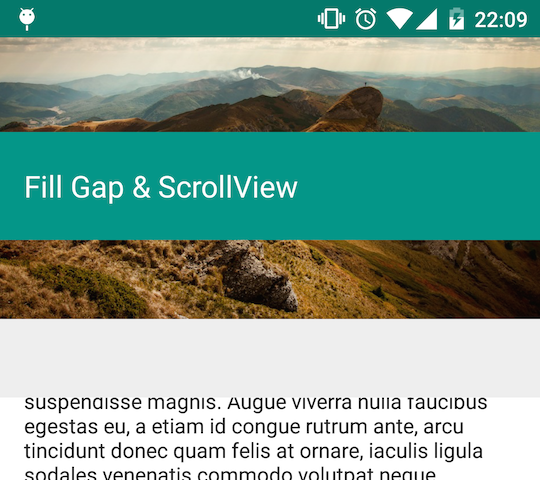 22:09
Fill Gap & ScrollView
suspendisse magnis. Augue viverra nulla faucibus
egestas eu, a etiam id congue rutrum ante, arcu
tincidunt donec quam felis at ornare, iaculis ligula
sodales venenatis commodo volutpat neque